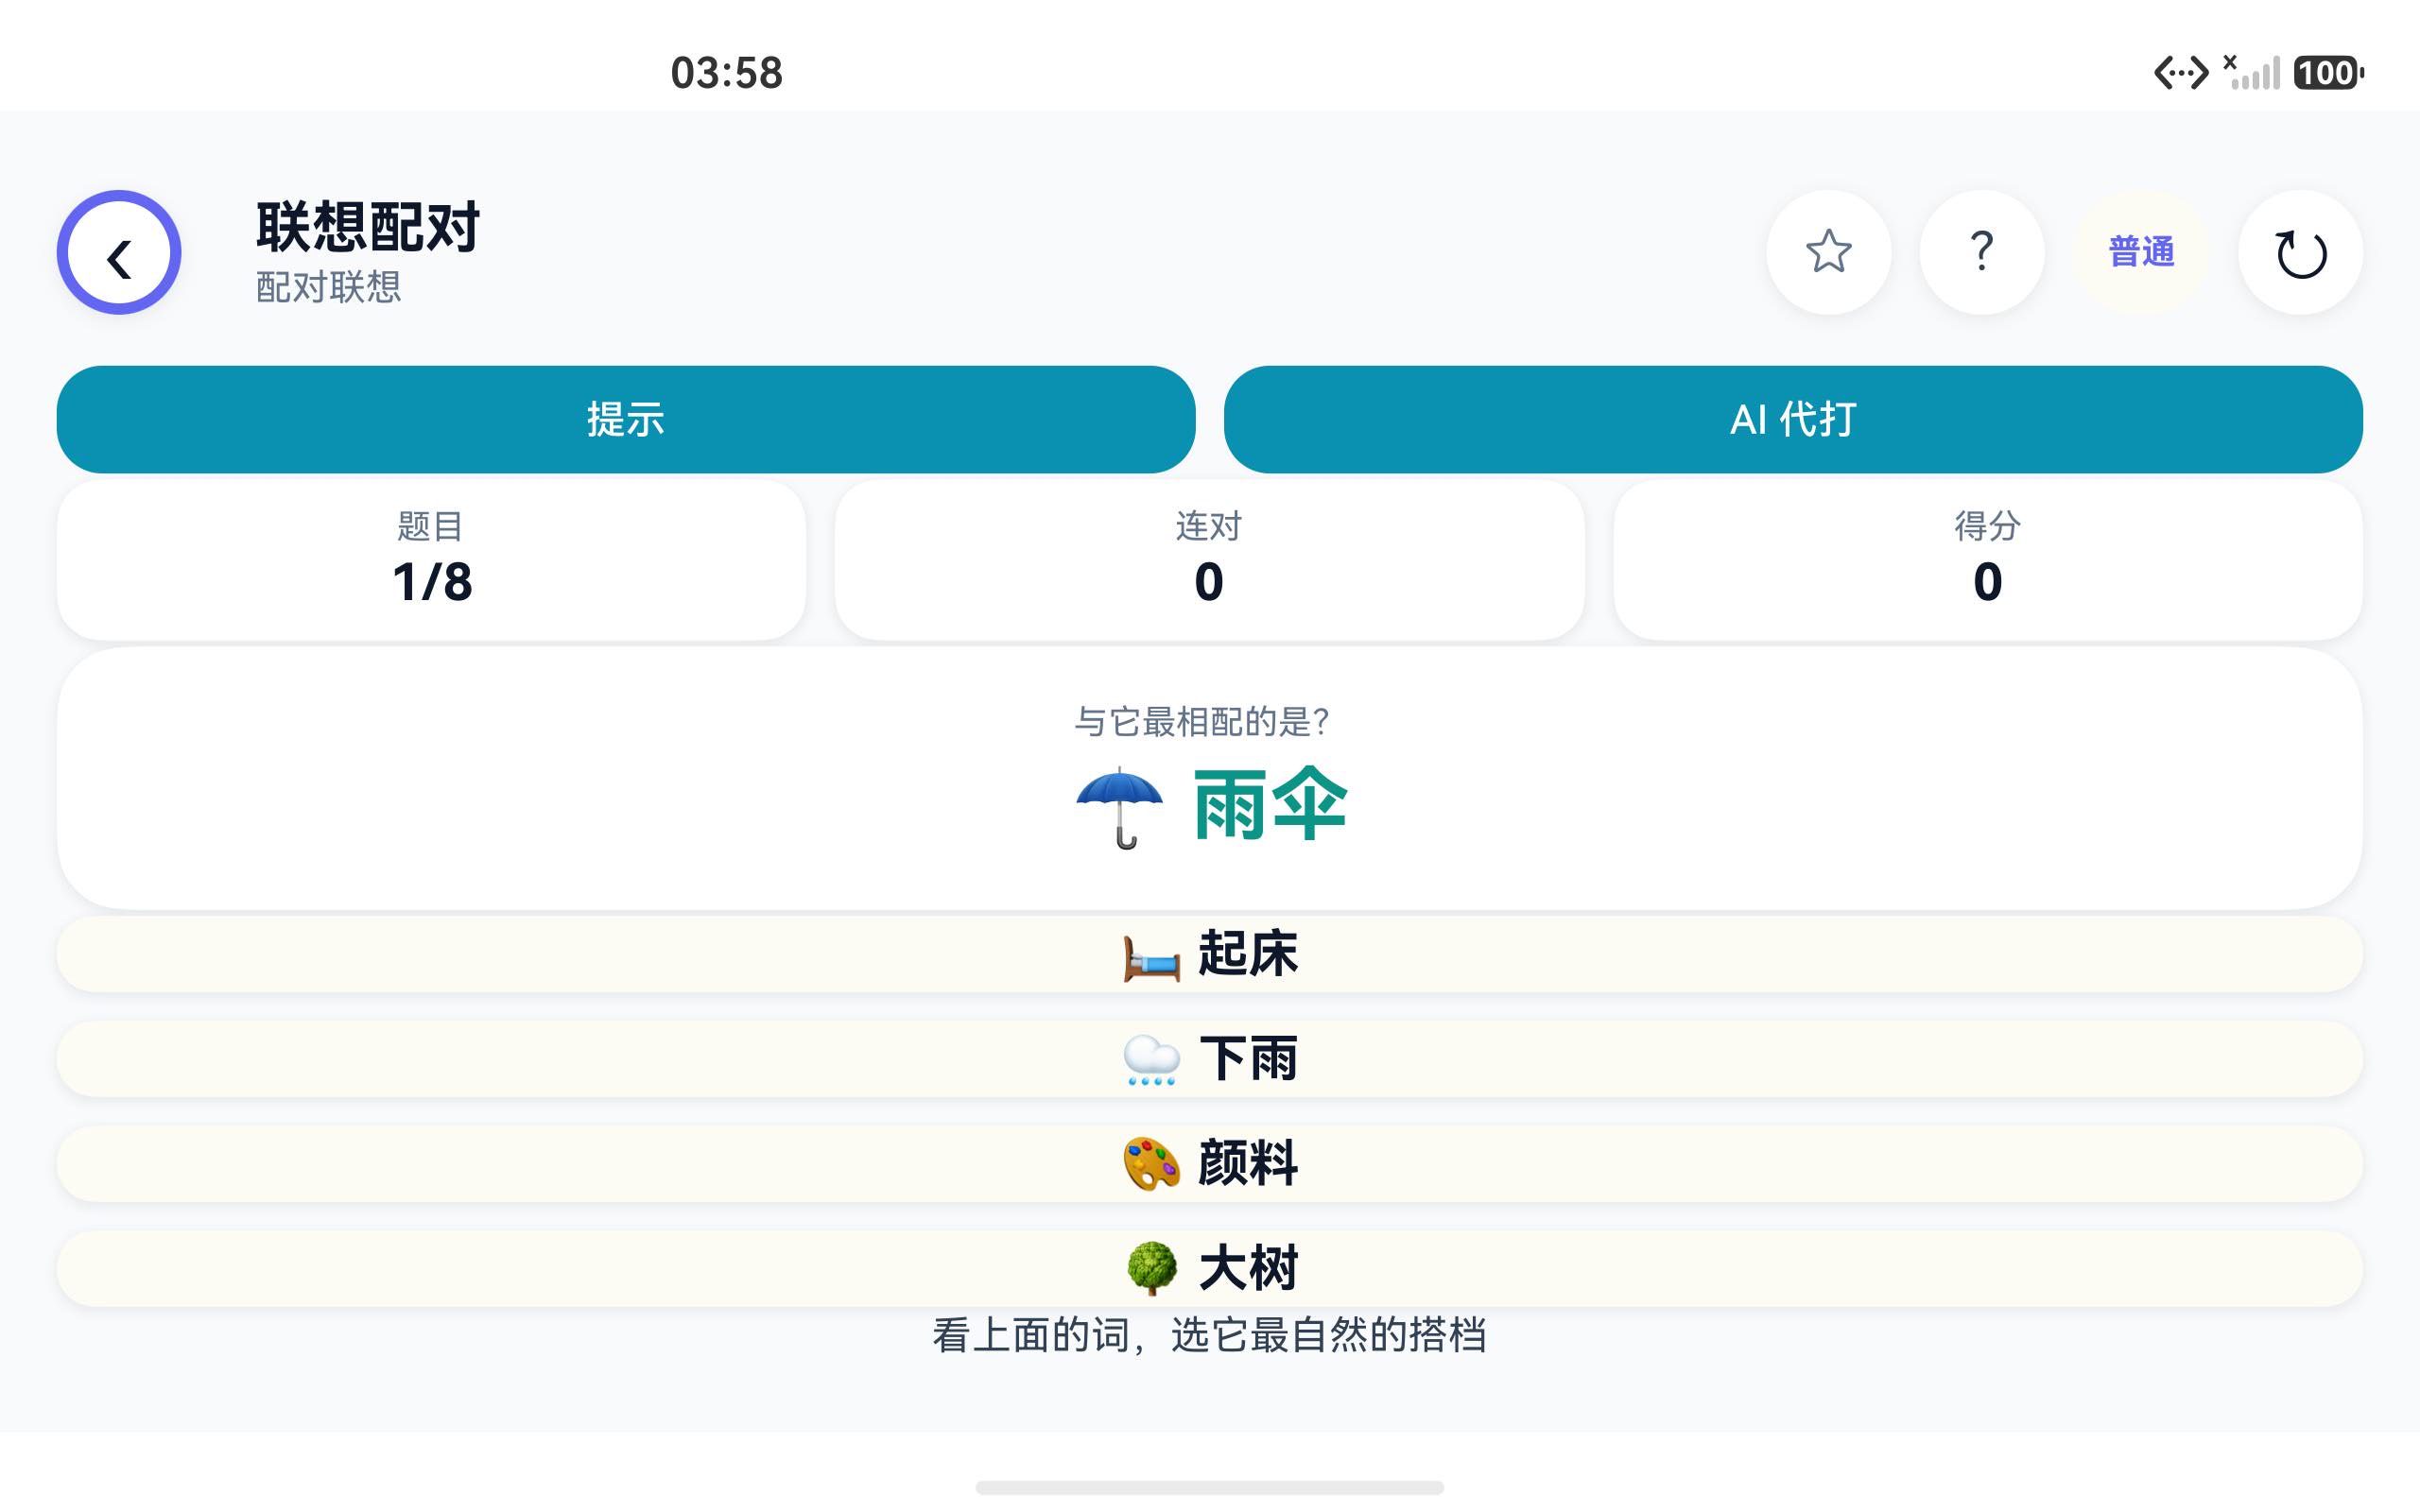 03:58
100
联想配对
配对联想
?
普通
提示
AI 代打
题目
1/8
连对
0
得分
0
与它最相配的是？
雨伞
起床
下雨
颜料
大树
看上面的词，选它最自然的搭档